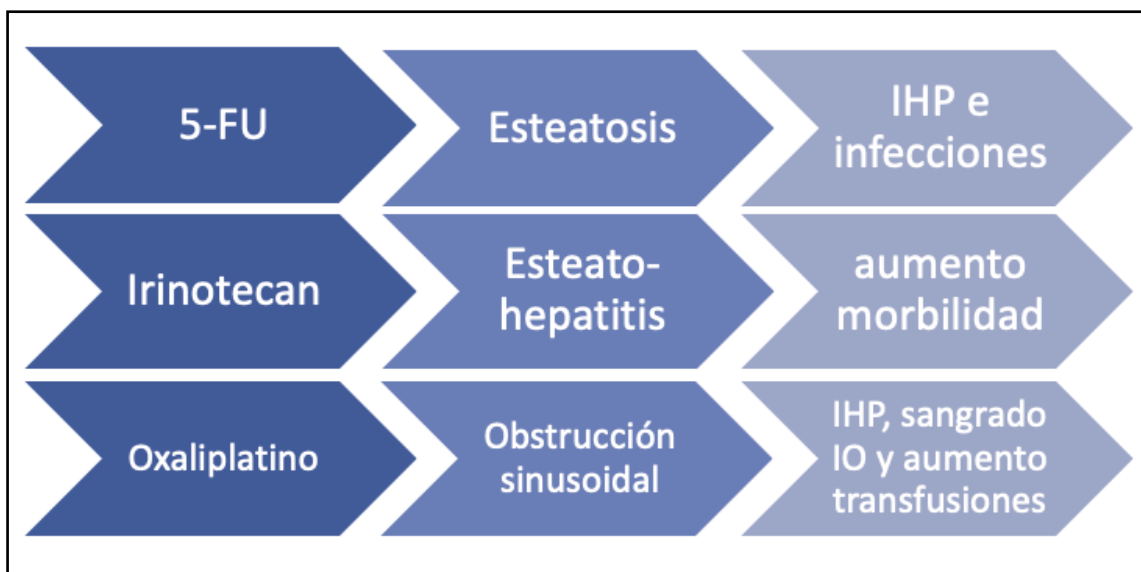 5-FU
Esteatosis
IHP e
infecciones
Irinotecan
Esteato-
hepatitis
aumento
morbilidad
Oxaliplatino
Obstrucción
sinusoidal
IHP, sangrado
IO y aumento
transfusiones